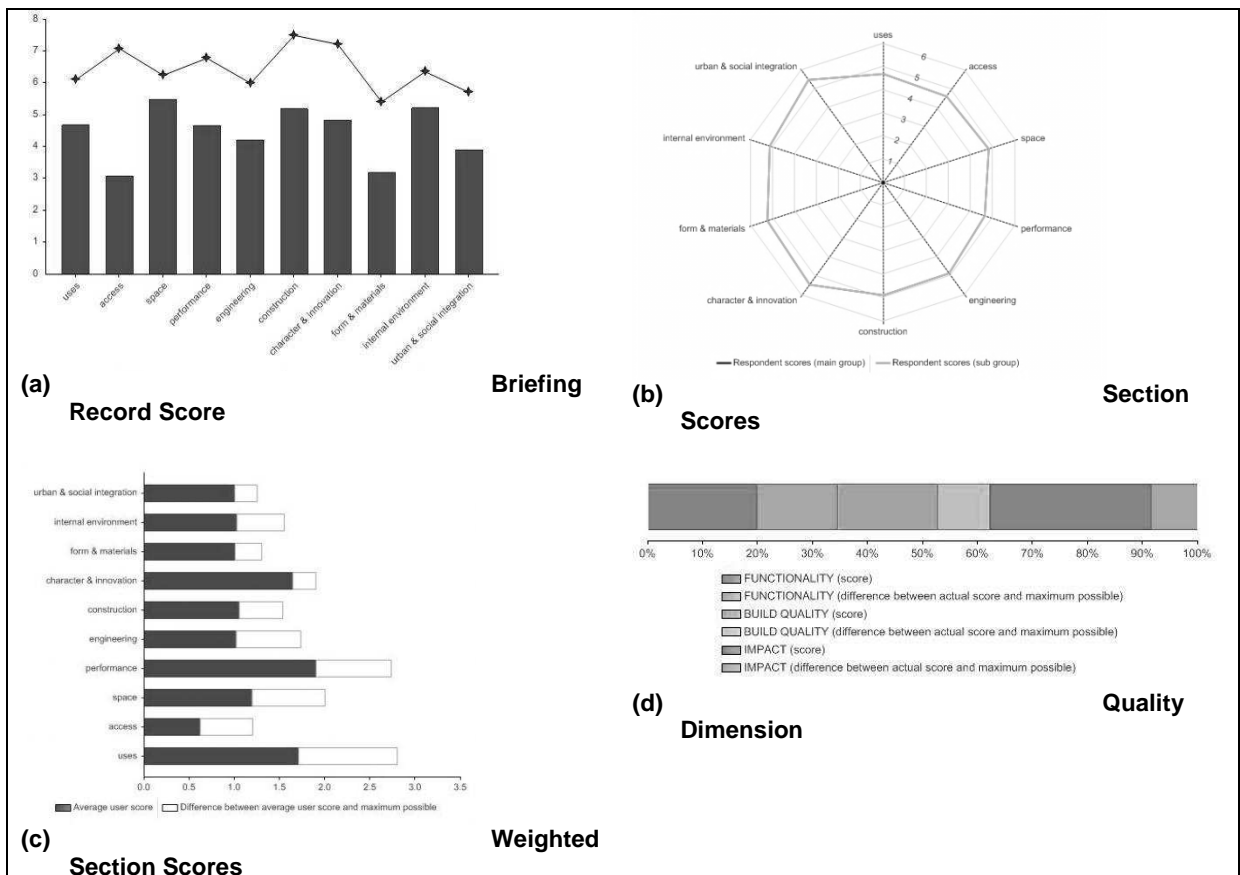 8
7
6
5
4
3
2
1
0
uses
access
space
performance
engineering
construction
character & innovation
form & materials
internal environment
urban & social integration
(a) Briefing
Record Score
uses
urban & social integration
access
internal environment
space
form & materials
performance
character & innovation
engineering
construction
6
5
4
3
2
1
Respondent scores (main group) Respondent scores (sub group)
(b) Section
Scores
urban & social integration
internal environment
form & materials
character & innovation
construction
engineering
performance
space
access
uses
0.0 0.5 1.0 1.5 2.0 2.5 3.0 3.5
Average user score Difference between average user score and maximum possible
(c) Weighted
Section Scores
0% 10% 20% 30% 40% 50% 60% 70% 80% 90% 100%
FUNCTIONALITY (score)
FUNCTIONALITY (difference between actual score and maximum possible)
BUILD QUALITY (score)
BUILD QUALITY (difference between actual score and maximum possible)
IMPACT (score)
IMPACT (difference between actual score and maximum possible)
(d) Quality
Dimension